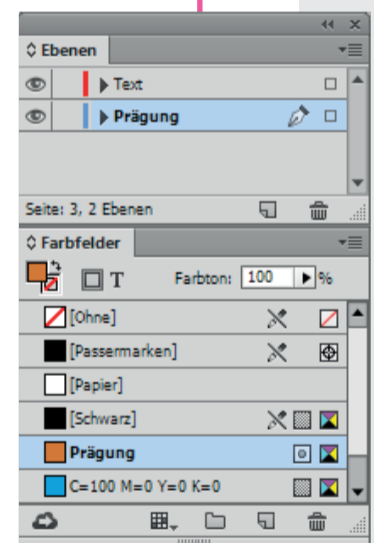 Ebenen
Text
Prägung
Seite: 3, 2 Ebenen
Farbfelder
T Farbton: 100 %
[Ohne]
[Passermarken]
[Papier]
[Schwarz]
Prägung
C=100 M=0 Y=0 K=0